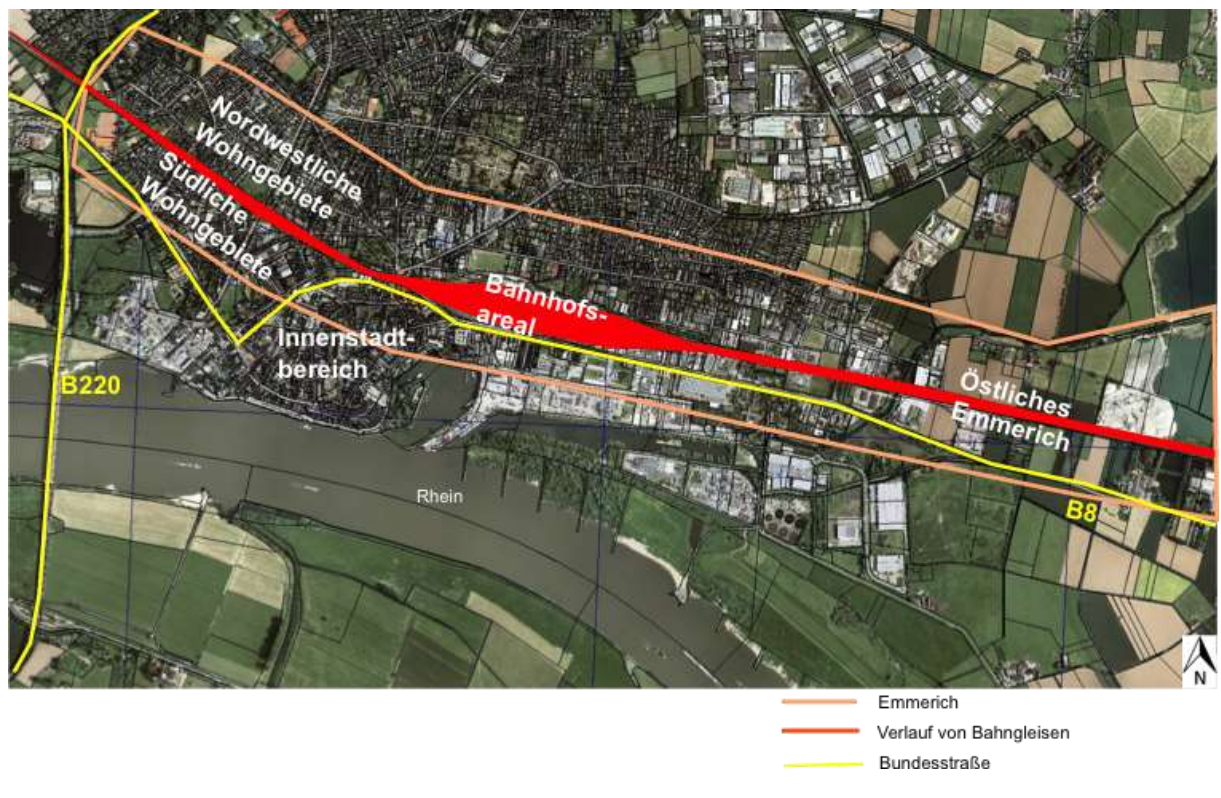 Nordwestliche
Wohngebiete
Südliche
Wohngebiete
Bahnhofs-
areal
Innenstadt-
bereich
B220
Östliches
Emmerich
Rhein
B8
N
Emmerich
Verlauf von Bahngleisen
Bundesstraße